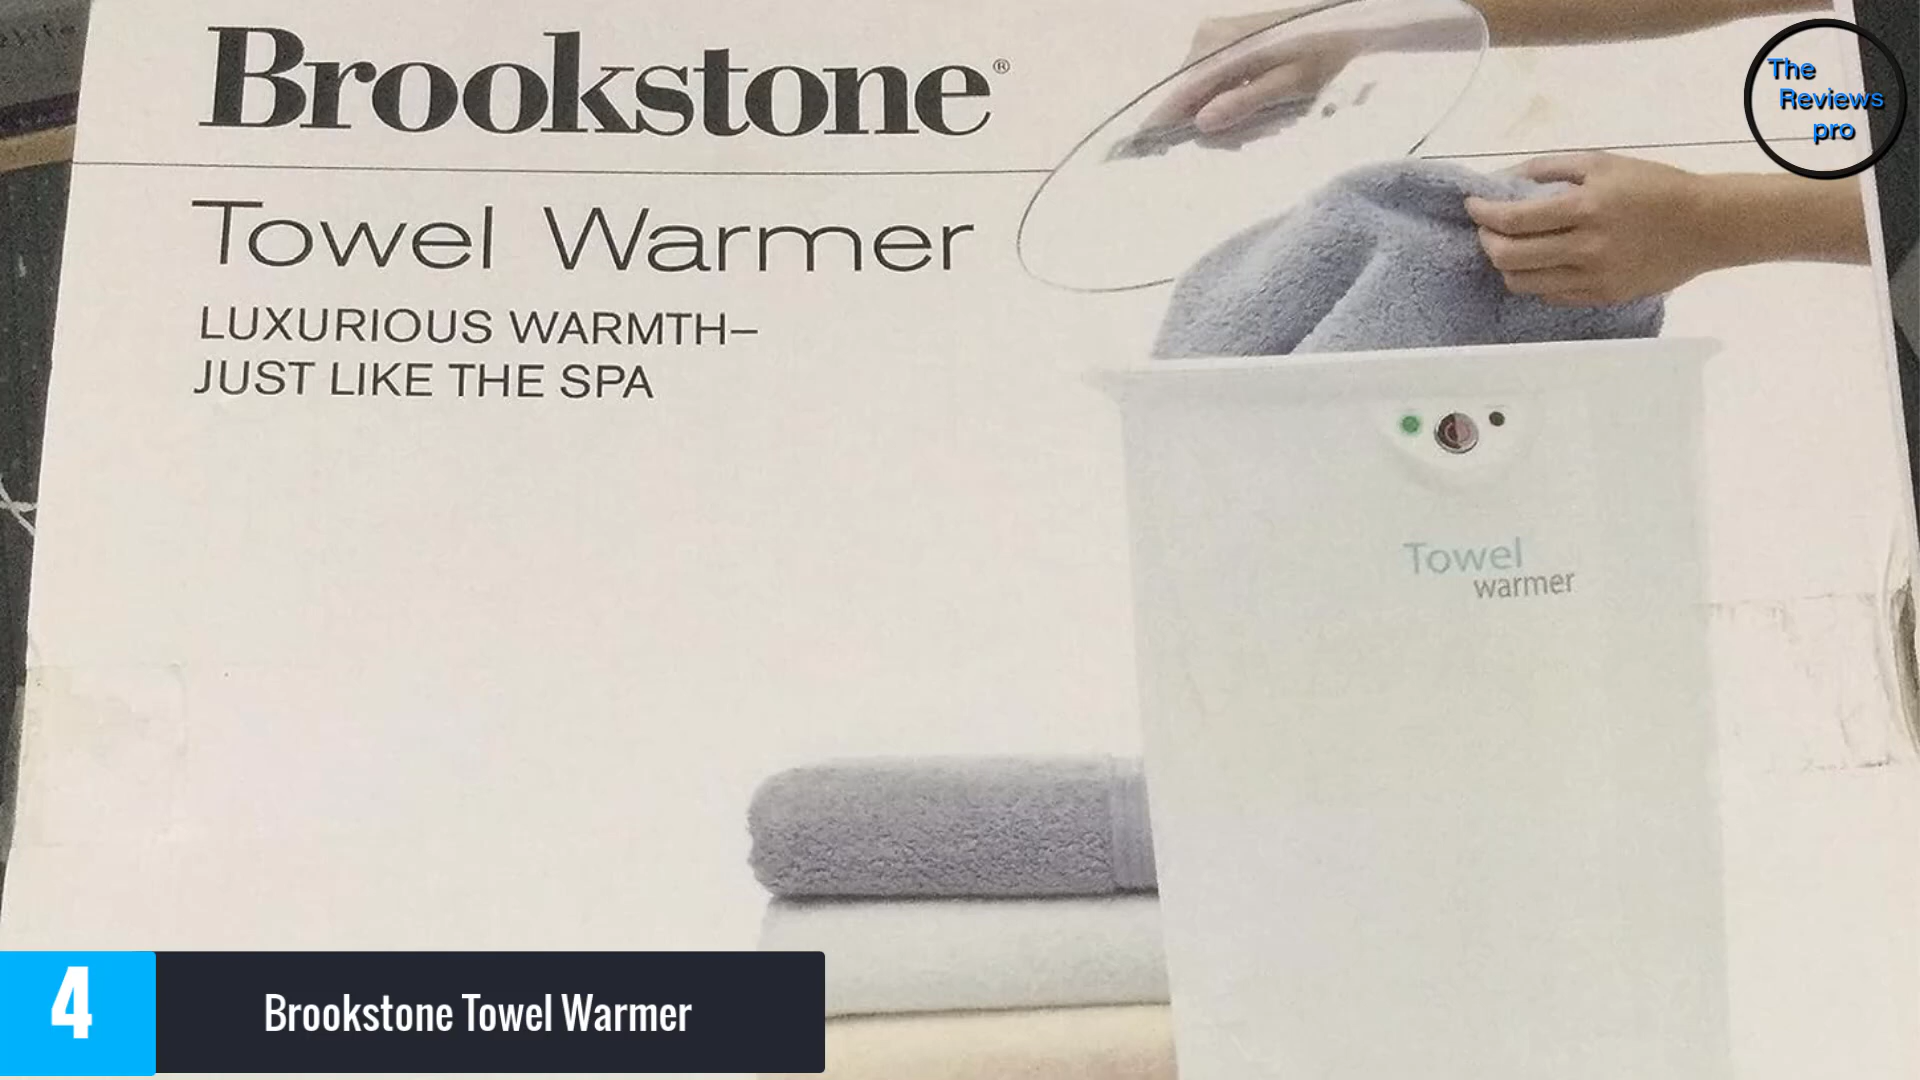 Brookstone®
Towel Warmer
LUXURIOUS WARMTH–
JUST LIKE THE SPA
The
Reviews
pro
Towel
warmer
4
Brookstone Towel Warmer